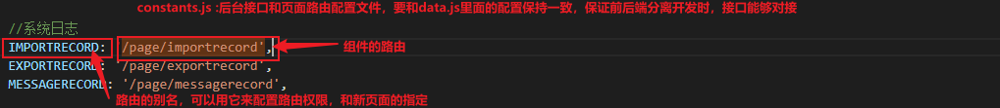 constants.js :后台接口和页面路由配置文件，要和data.js里面的配置保持一致，保证前后端分离开发时，接口能够对接
//系统日志
IMPORTRECORD: '/page/importrecord', 组件的路由
EXPORTRECORD: '/page/exportrecord',
MESSAGERECORD: '/page/messagerecord',
路由的别名，可以用它来配置路由权限，和新页面的指定